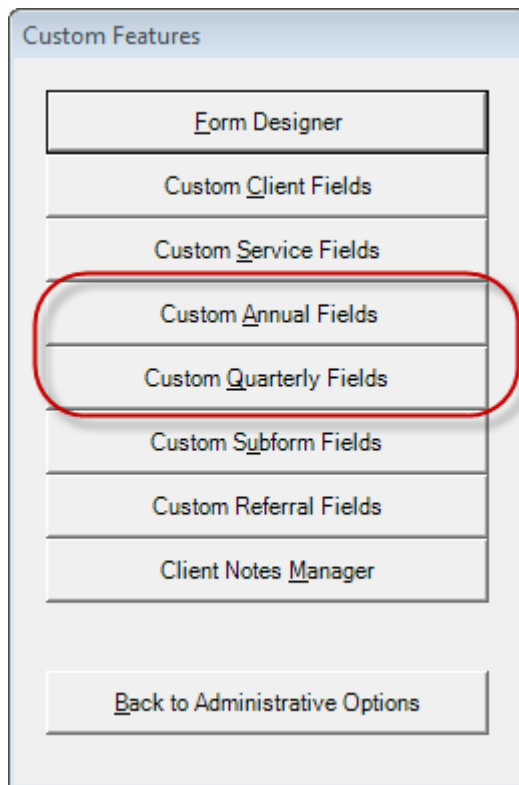 Custom Features
Form Designer
Custom Client Fields
Custom Service Fields
Custom Annual Fields
Custom Quarterly Fields
Custom Subform Fields
Custom Referral Fields
Client Notes Manager
Back to Administrative Options